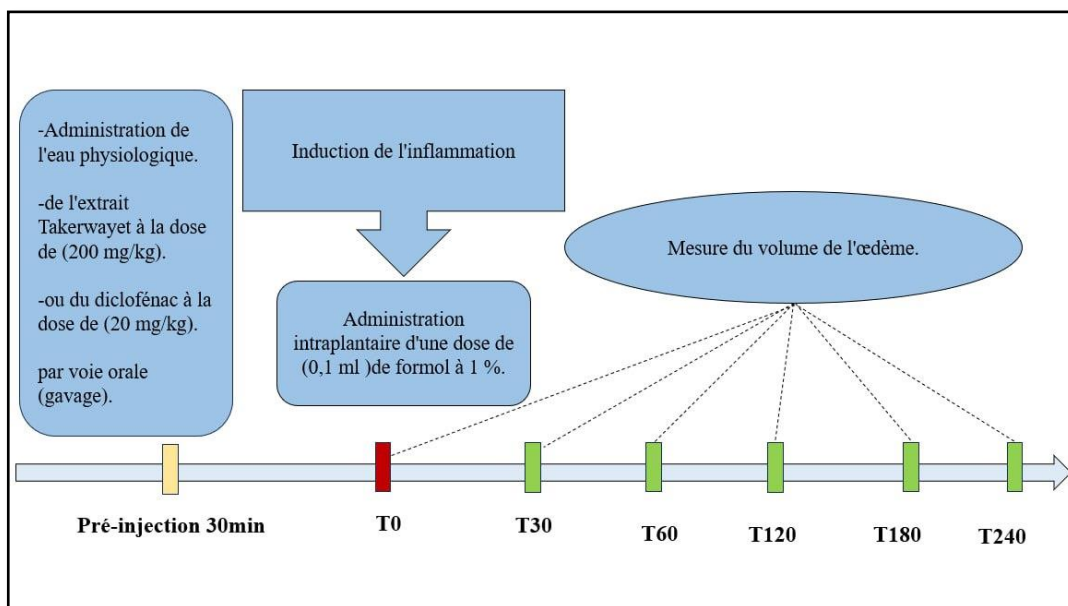 -Administration de
l'eau physiologique.
-de l'extrait
Takerwayet à la dose
de (200 mg/kg).
-ou du diclofénac à la
dose de (20 mg/kg).
par voie orale
(gavage).
Induction de l'inflammation
Administration
intraplantaire d'une dose de
(0,1 ml )de formol à 1 %.
Mesure du volume de l'œdème.
Pré-injection 30min
T0
T30
T60
T120
T180
T240